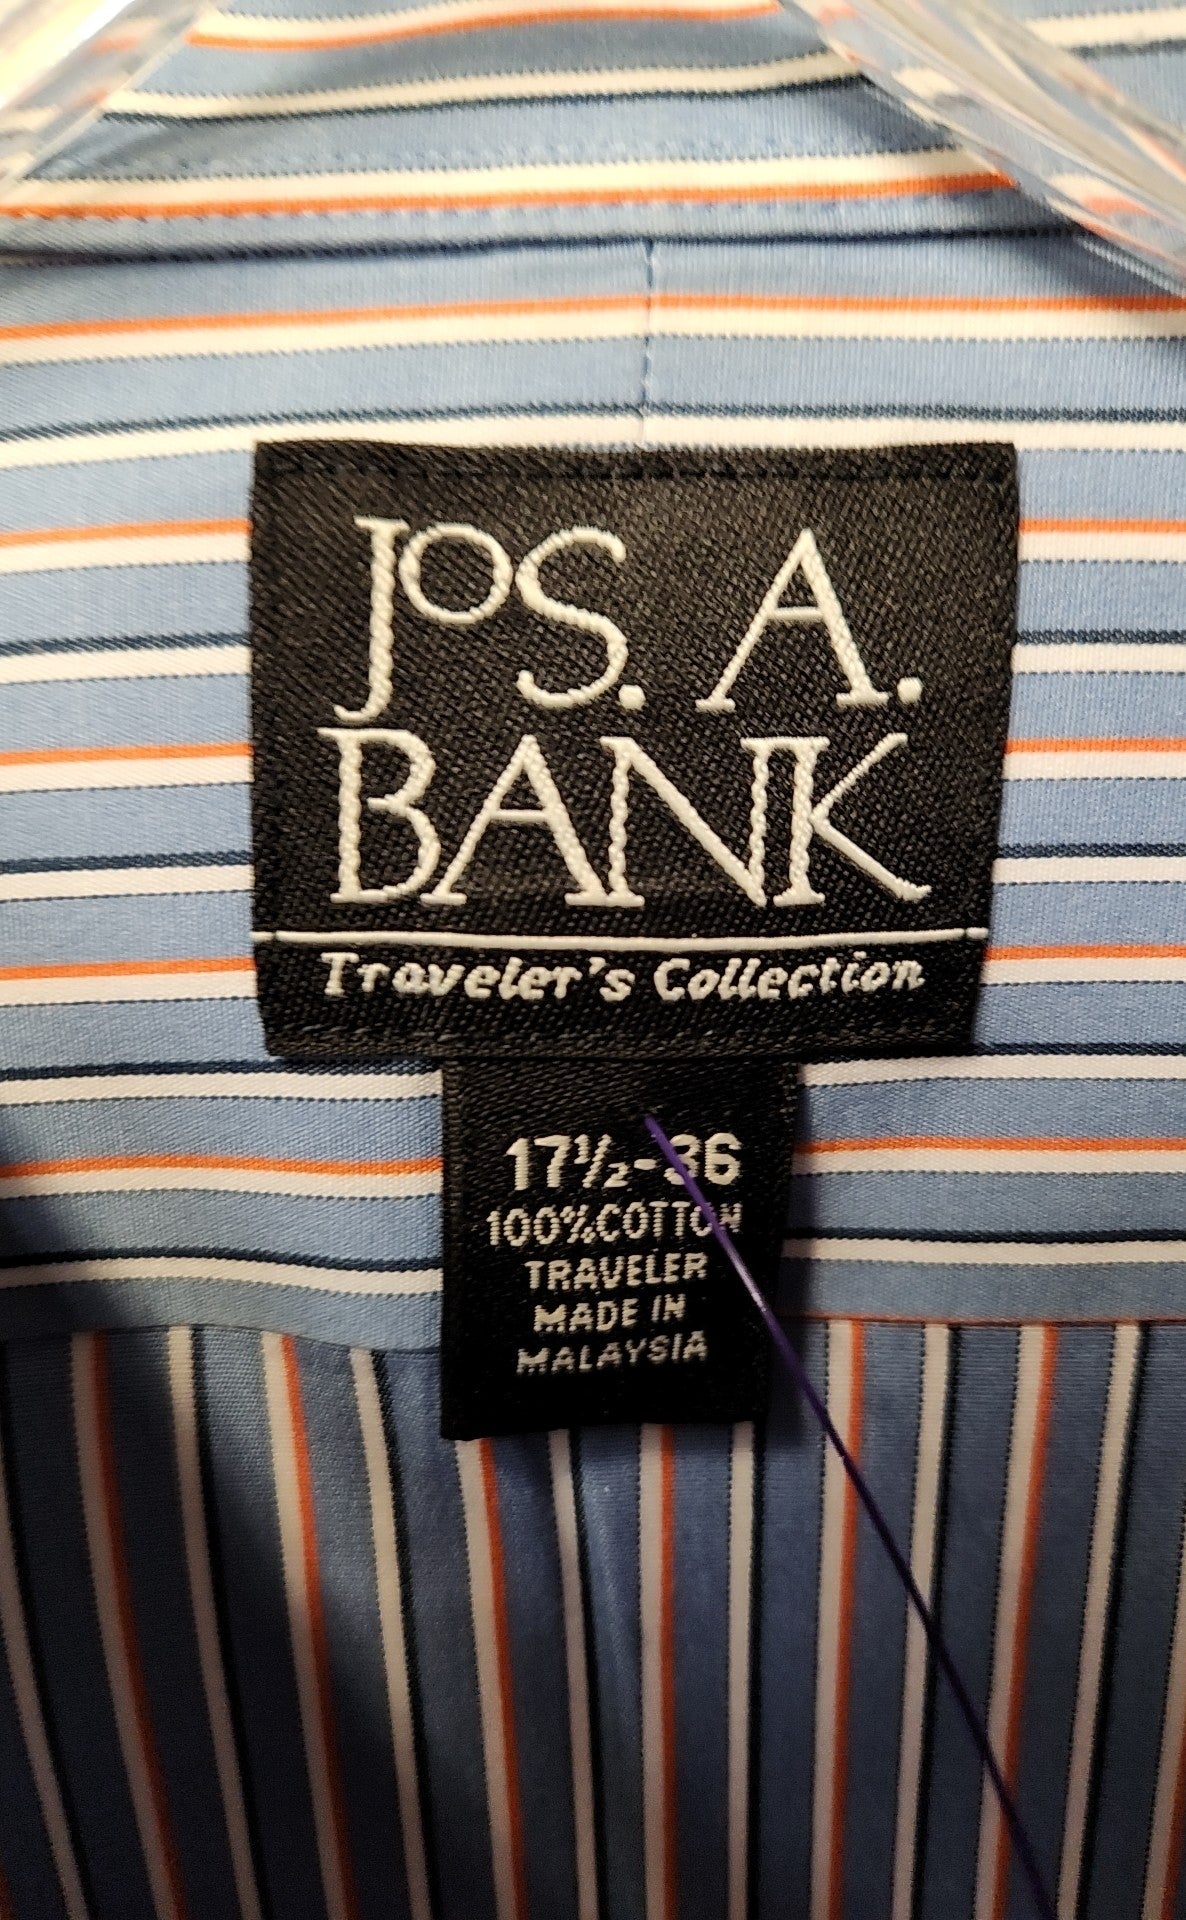 JoS. A.
BANK
Traveler's Collection
17½-36
100%COTTON
TRAVELER
MADE IN
MALAYSIA